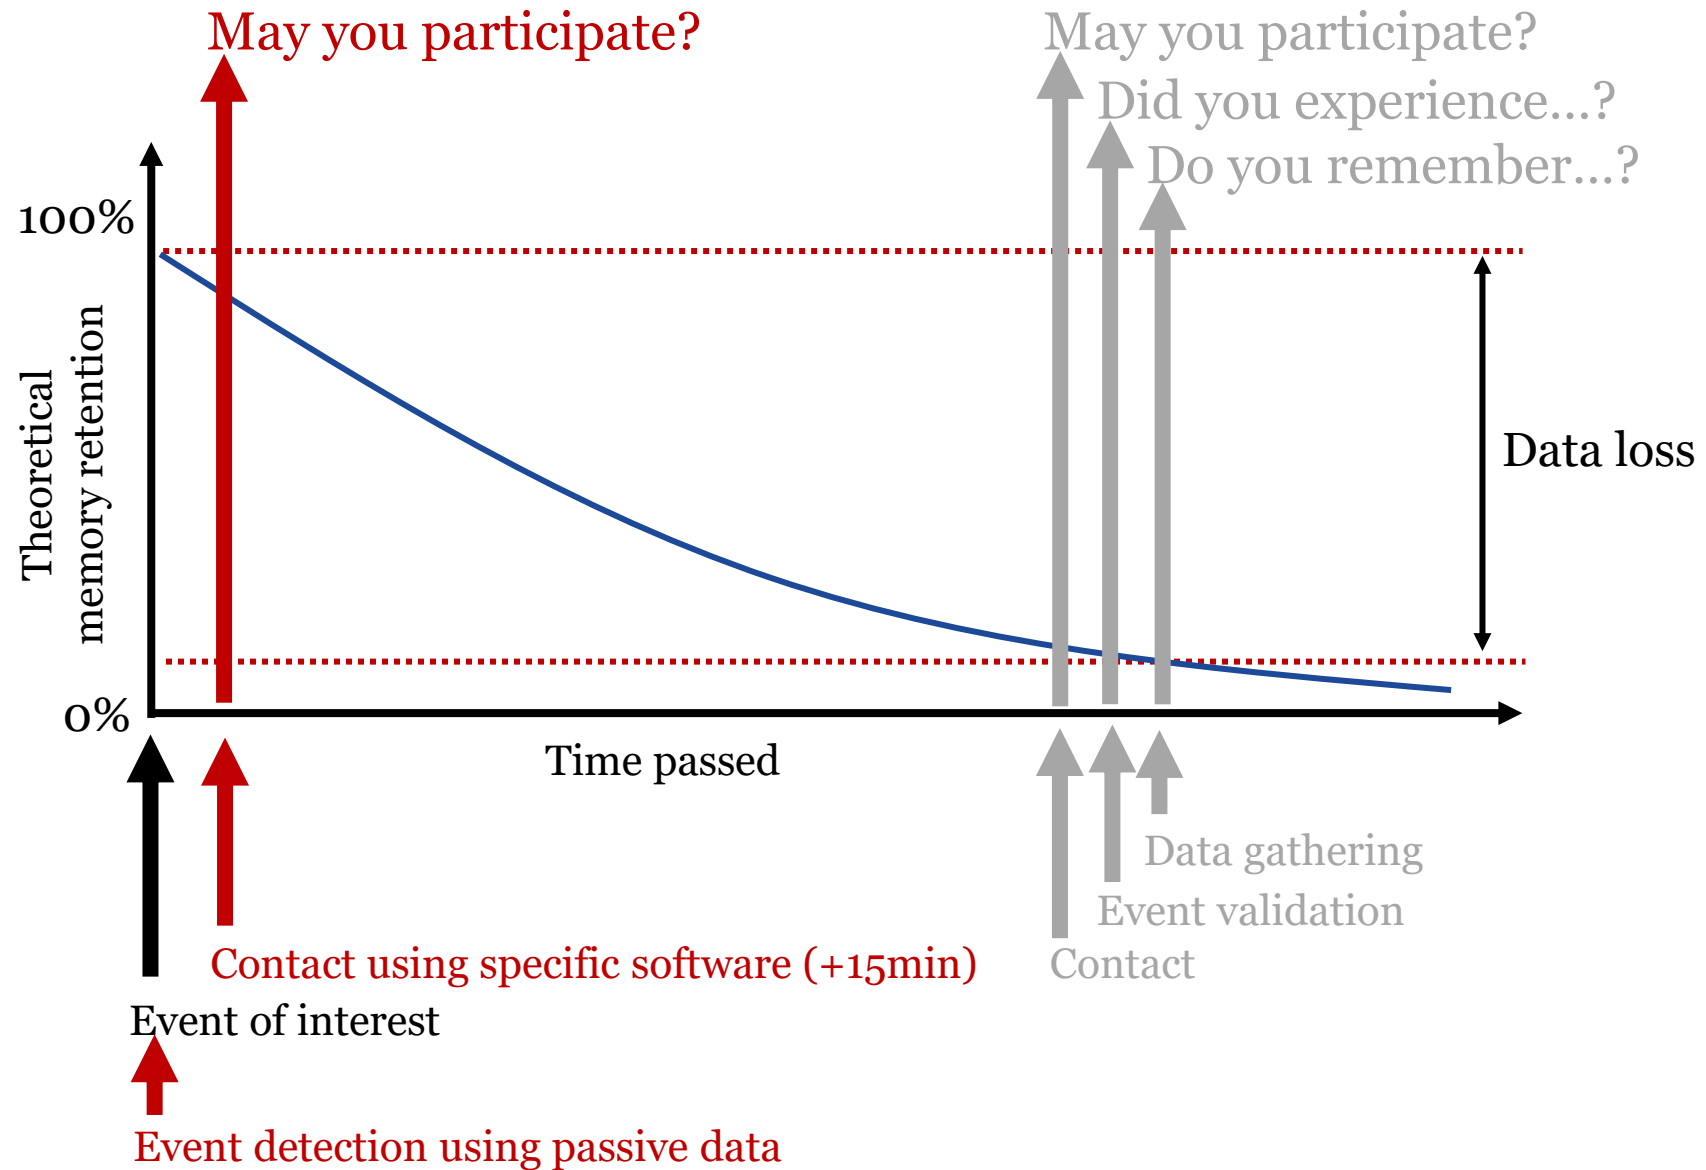 May you participate?
May you participate?
Did you experience...?
Do you remember...?
100%
Theoretical
memory retention
Data loss
0%
Time passed
Data gathering
Event validation
Contact using specific software (+15min)
Contact
Event of interest
Event detection using passive data